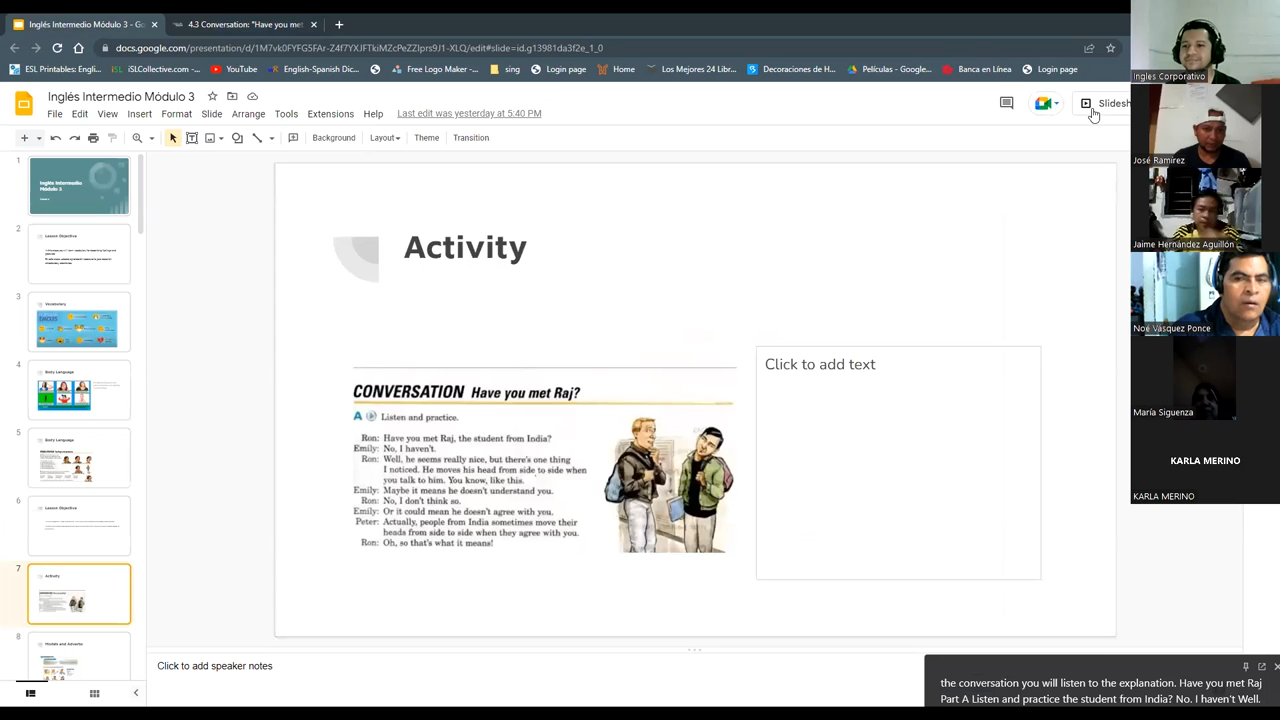 Inglés Intermedio Módulo 3 - Go
4.3 Conversation: "Have you met
docs.google.com/presentation/d/1M7vk0FYFG5FAr-Z4f7YXJFTkiMZcPeZZIprs9J1-XLQ/edit#slide=id.g13981da3f2e_1_0
ESL Printables: Engli...
iSLCollective.com -...
YouTube
English-Spanish Dic...
Free Logo Maker -...
sing
Login page
Home
Los Mejores 24 Libr...
Decoraciones de H...
Películas - Google...
Banca en Línea
Login page
Inglés Intermedio Módulo 3
File Edit View Insert Format Slide Arrange Tools Extensions Help Last edit was yesterday at 5:40 PM
Slidesh
Background Layout Theme Transition
1
Inglés Intermedio
Módulo 3
2
Lesson Objective
3
Vocabulary
4
Body Language
5
Body Language
6
Lesson Objective
7
Activity
8
Modals and Adverbs
Activity
CONVERSATION Have you met Raj?
A Listen and practice.
Ron: Have you met Raj, the student from India?
Emily: No, I haven't.
Ron: Well, he seems really nice, but there's one thing
I noticed. He moves his head from side to side when
you talk to him. You know, like this.
Emily: Maybe it means he doesn't understand you.
Ron: No, I don't think so.
Emily: Or it could mean he doesn't agree with you.
Peter: Actually, people from India sometimes move their
heads from side to side when they agree with you.
Ron: Oh, so that's what it means!
Click to add text
Click to add speaker notes
Ingles Corporativo
José Ramirez
Jaime Hernández Aguillón
Noé Vásquez Ponce
María Siguenza
KARLA MERINO
KARLA MERINO
the conversation you will listen to the explanation. Have you met Raj
Part A Listen and practice the student from India? No. I haven't Well.